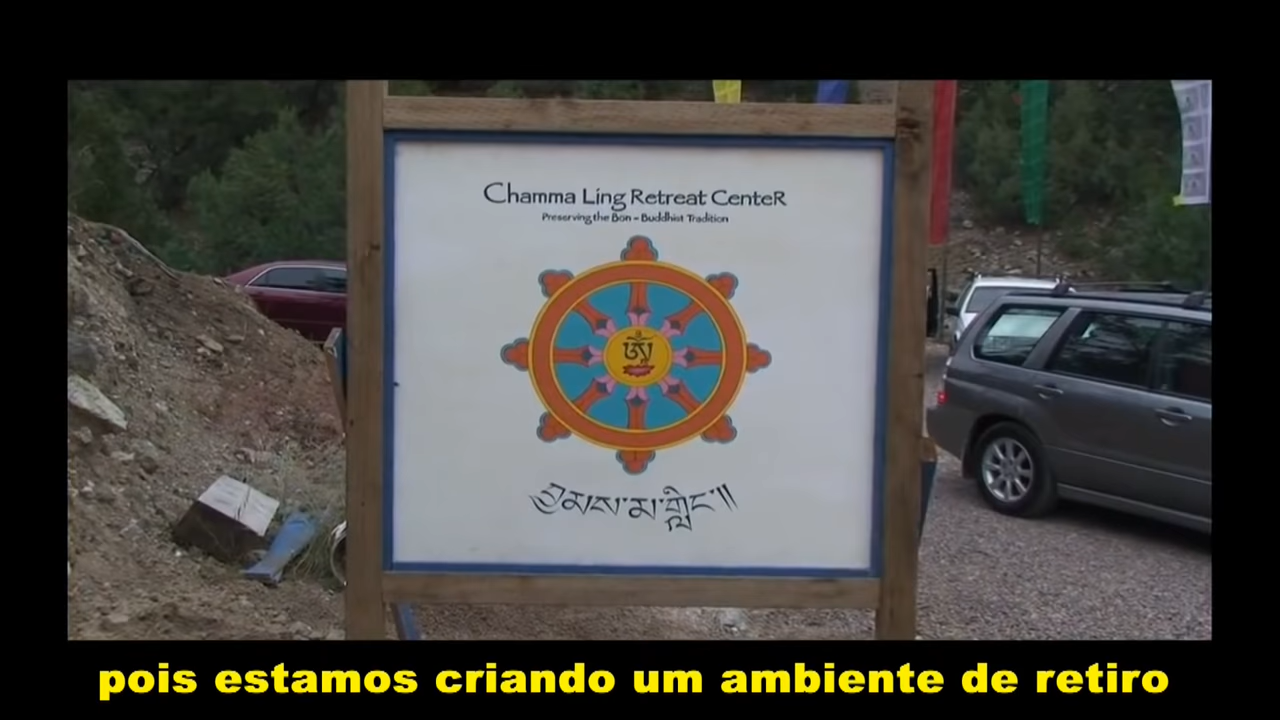 Chamma Ling Retreat Center
Preserving the Bon - Buddhist Tradition
བྱམས་མ་གླིང་༎
pois estamos criando um ambiente de retiro